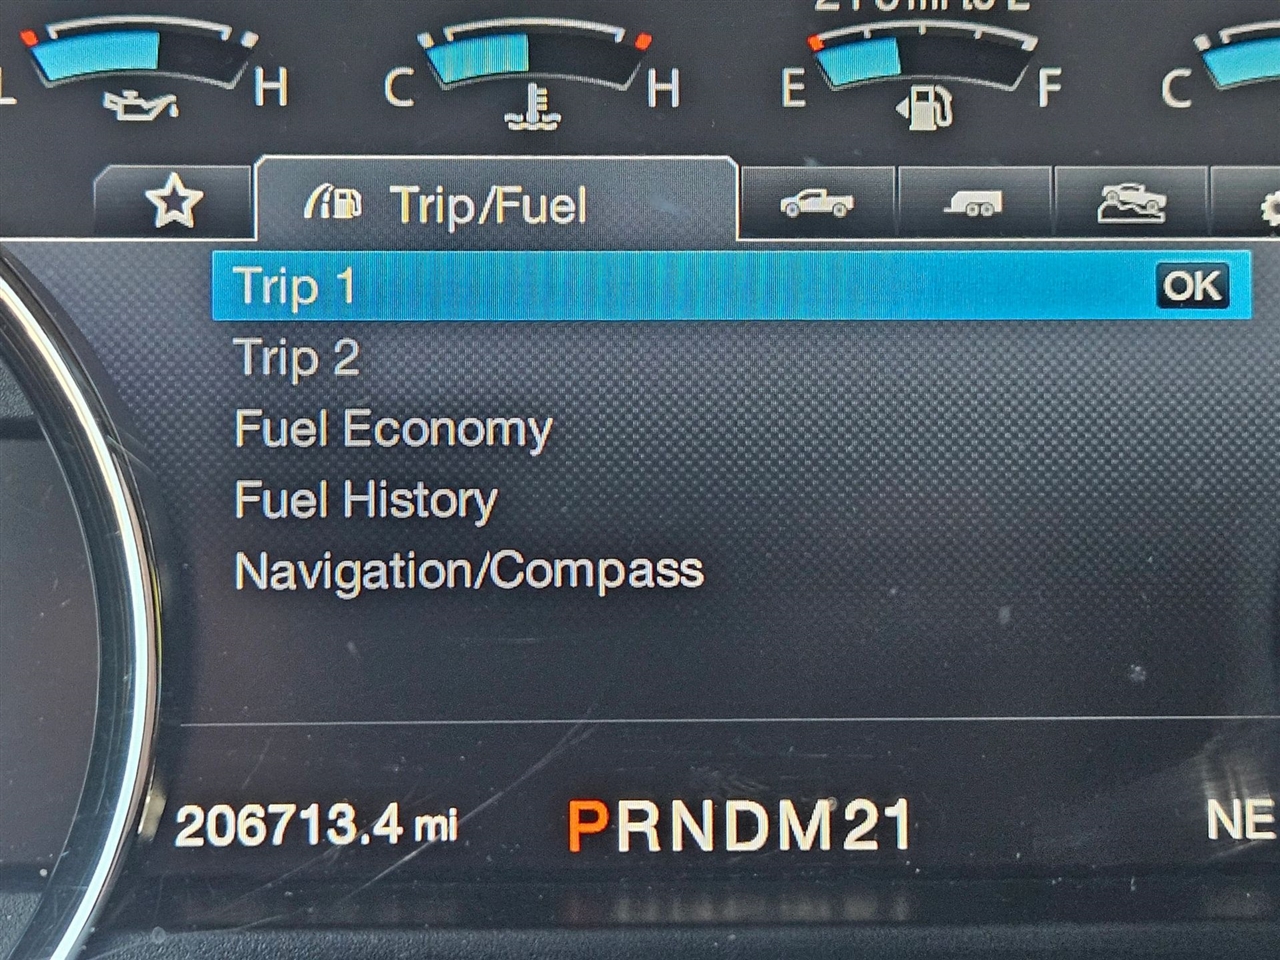 L H C H E F C
Trip/Fuel
Trip 1 OK
Trip 2
Fuel Economy
Fuel History
Navigation/Compass
206713.4 mi PRNDM21 NE